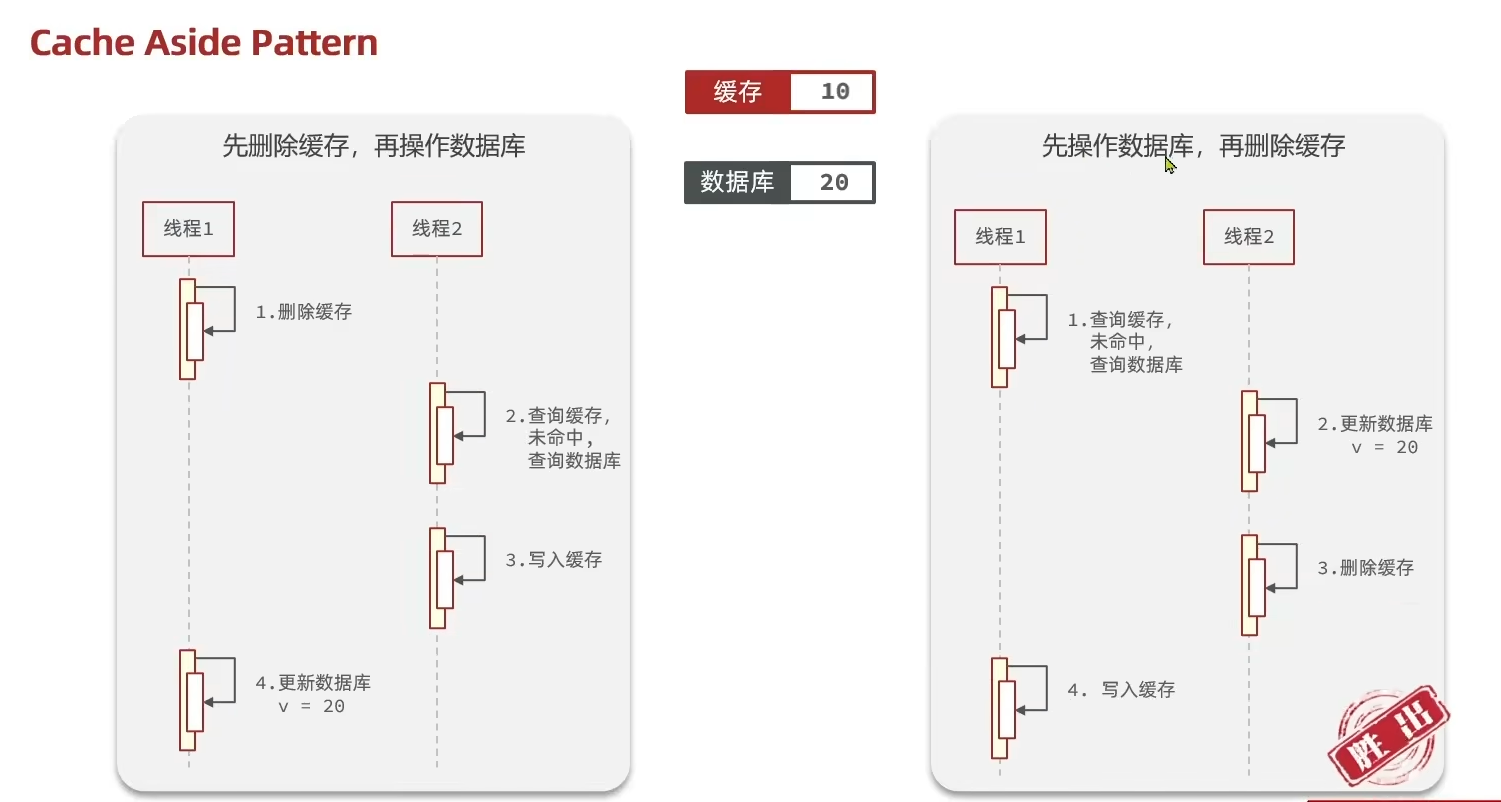 Cache Aside Pattern
缓存 10
数据库 20
先删除缓存，再操作数据库
线程1
线程2
1.删除缓存
2.查询缓存，
未命中，
查询数据库
3.写入缓存
4.更新数据库
v = 20
先操作数据库，再删除缓存
线程1
线程2
1.查询缓存，
未命中，
查询数据库
2.更新数据库
v = 20
3.删除缓存
4. 写入缓存
胜出